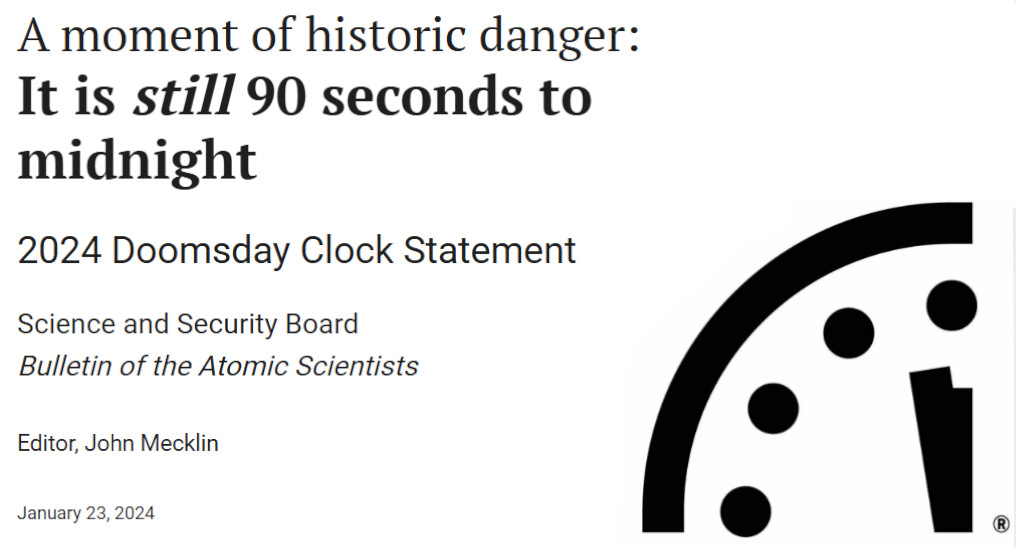 A moment of historic danger:
It is still 90 seconds to
midnight
2024 Doomsday Clock Statement
Science and Security Board
Bulletin of the Atomic Scientists
Editor, John Mecklin
January 23, 2024
®